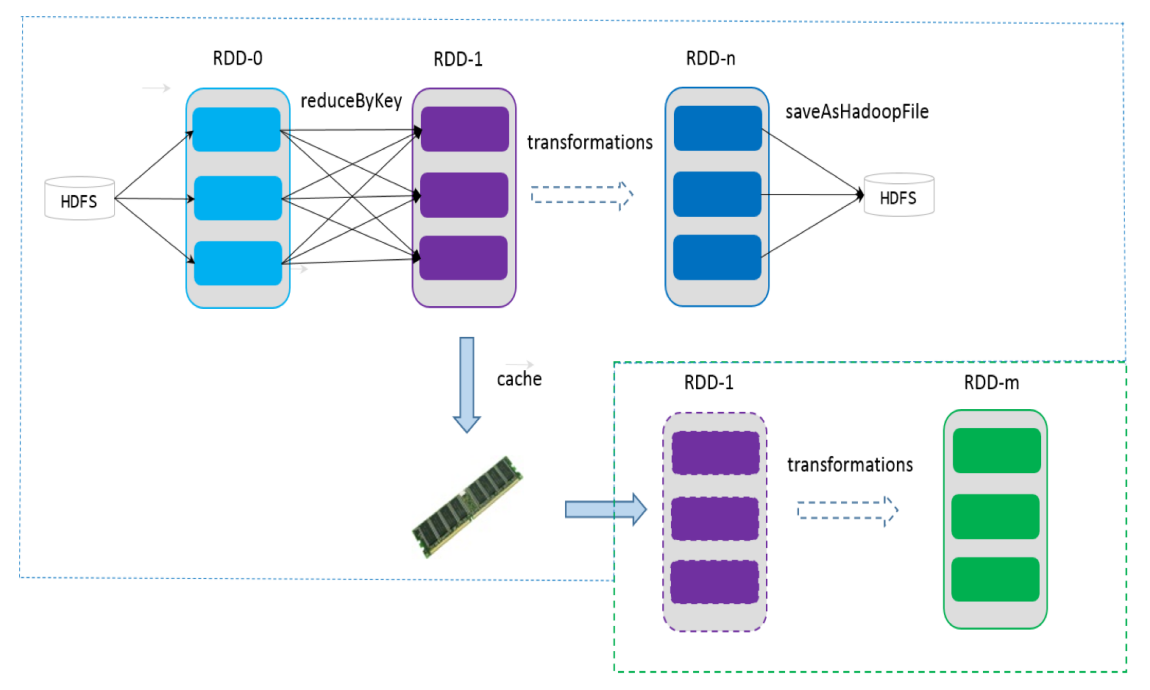 RDD-0
RDD-1
RDD-n
reduceByKey
saveAsHadoopFile
transformations
HDFS
HDFS
cache
RDD-1
RDD-m
transformations